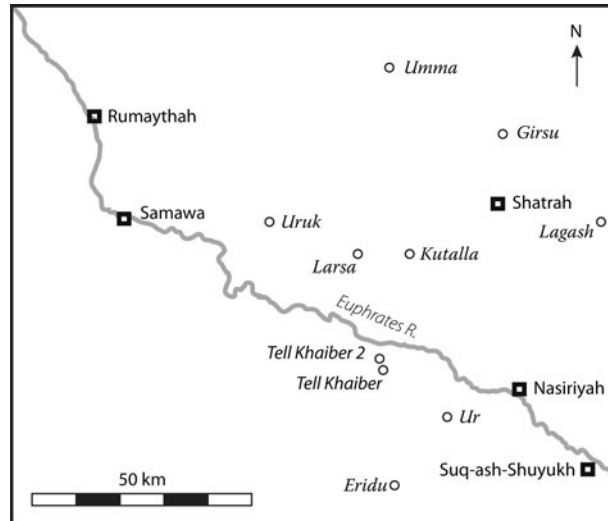 N
Umma
Rumaythah
Girsu
Shatrah
Samawa
Uruk
Lagash
Larsa
Kutalla
Euphrates R.
Tell Khaiber 2
Tell Khaiber
Nasiriyah
Ur
Suq-ash-Shuyukh
50 km
Eridu